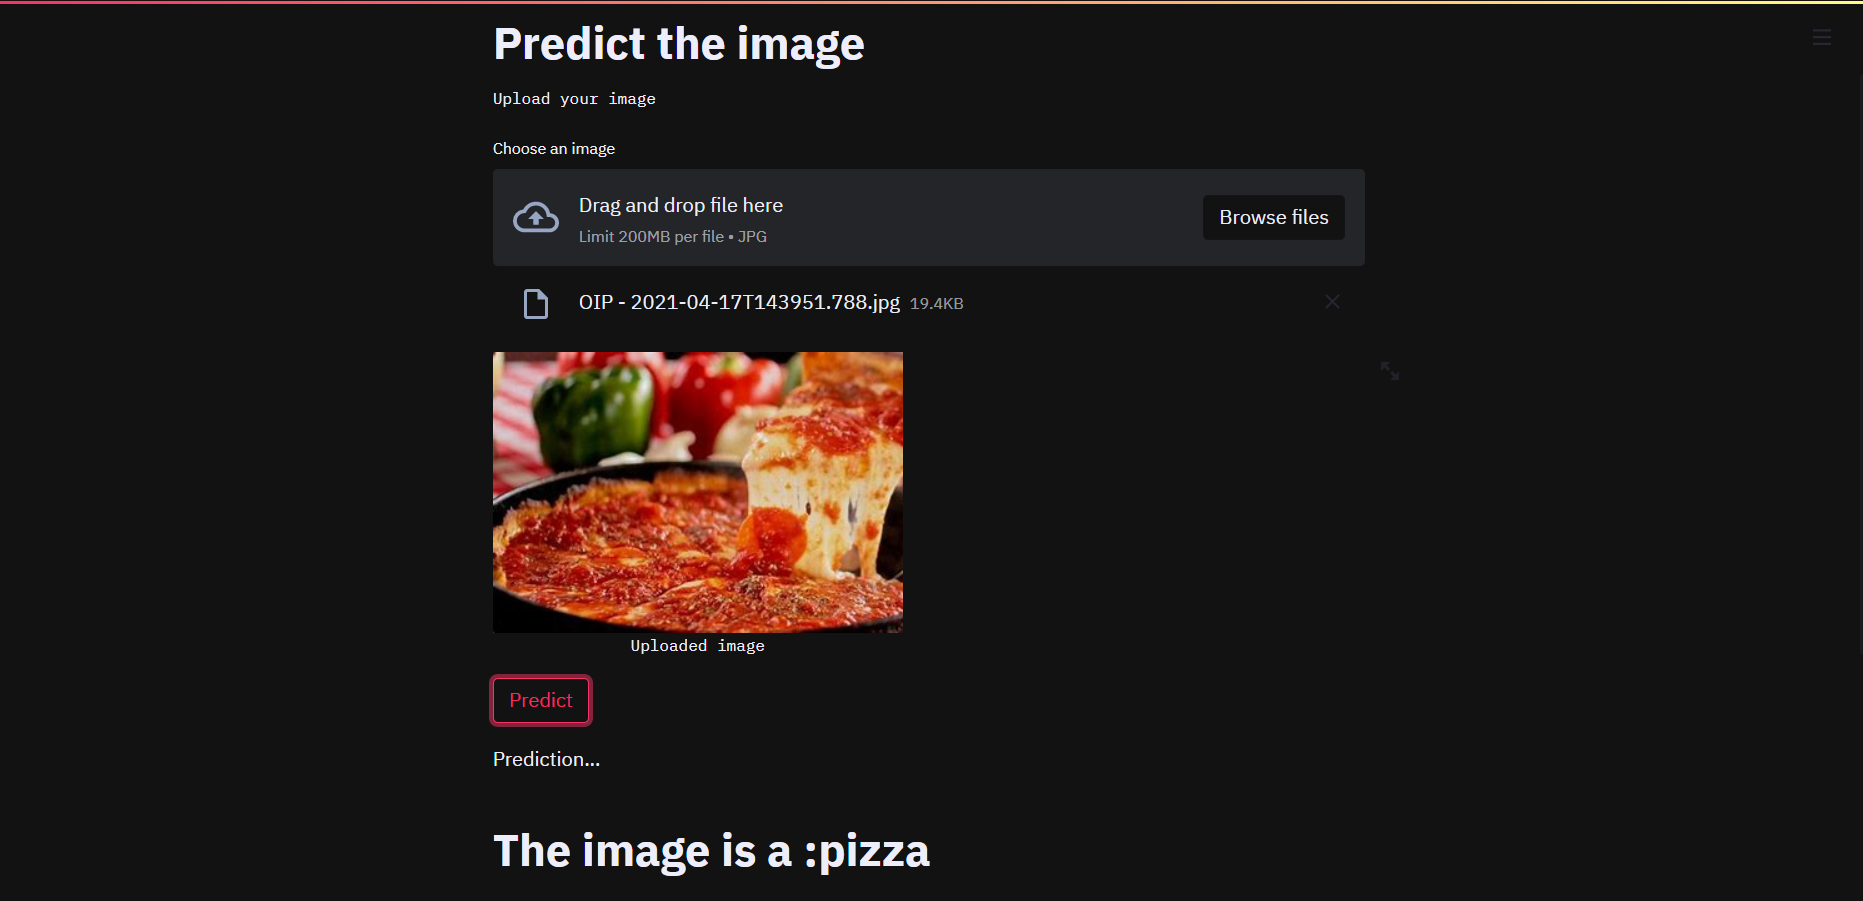 Predict the image
Upload your image
Choose an image
Drag and drop file here
Limit 200MB per file • JPG
Browse files
OIP - 2021-04-17T143951.788.jpg 19.4KB
Uploaded image
Predict
Prediction...
The image is a :pizza